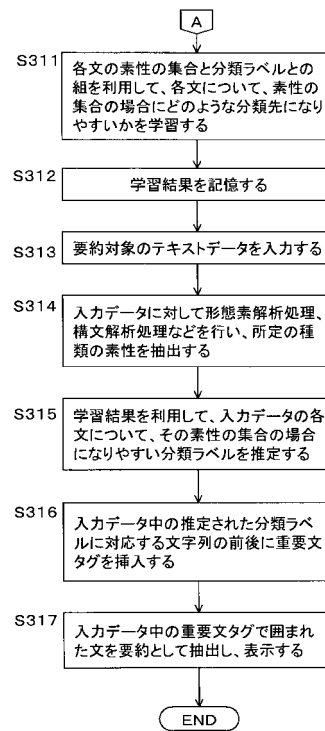 A
S311
各文の素性の集合と分類ラベルとの
組を利用して、各文について、素性の
集合の場合にどのような分類先になり
やすいかを学習する
S312
学習結果を記憶する
S313
要約対象のテキストデータを入力する
S314
入力データに対して形態素解析処理、
構文解析処理などを行い、所定の種
類の素性を抽出する
S315
学習結果を利用して、入力データの各
文について、その素性の集合の場合
になりやすい分類ラベルを推定する
S316
入力データ中の推定された分類ラベ
ルに対応する文字列の前後に重要文
タグを挿入する
S317
入力データ中の重要文タグで囲まれ
た文を要約として抽出し、表示する
END